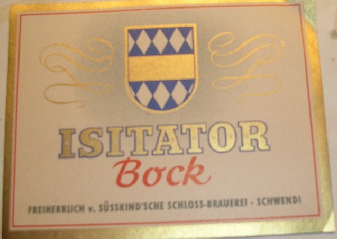 ISITATOR
Bock
FREIHERRLICH v. SÜSSKIND'SCHE SCHLOSS-BRAUEREI · SCHWENDI